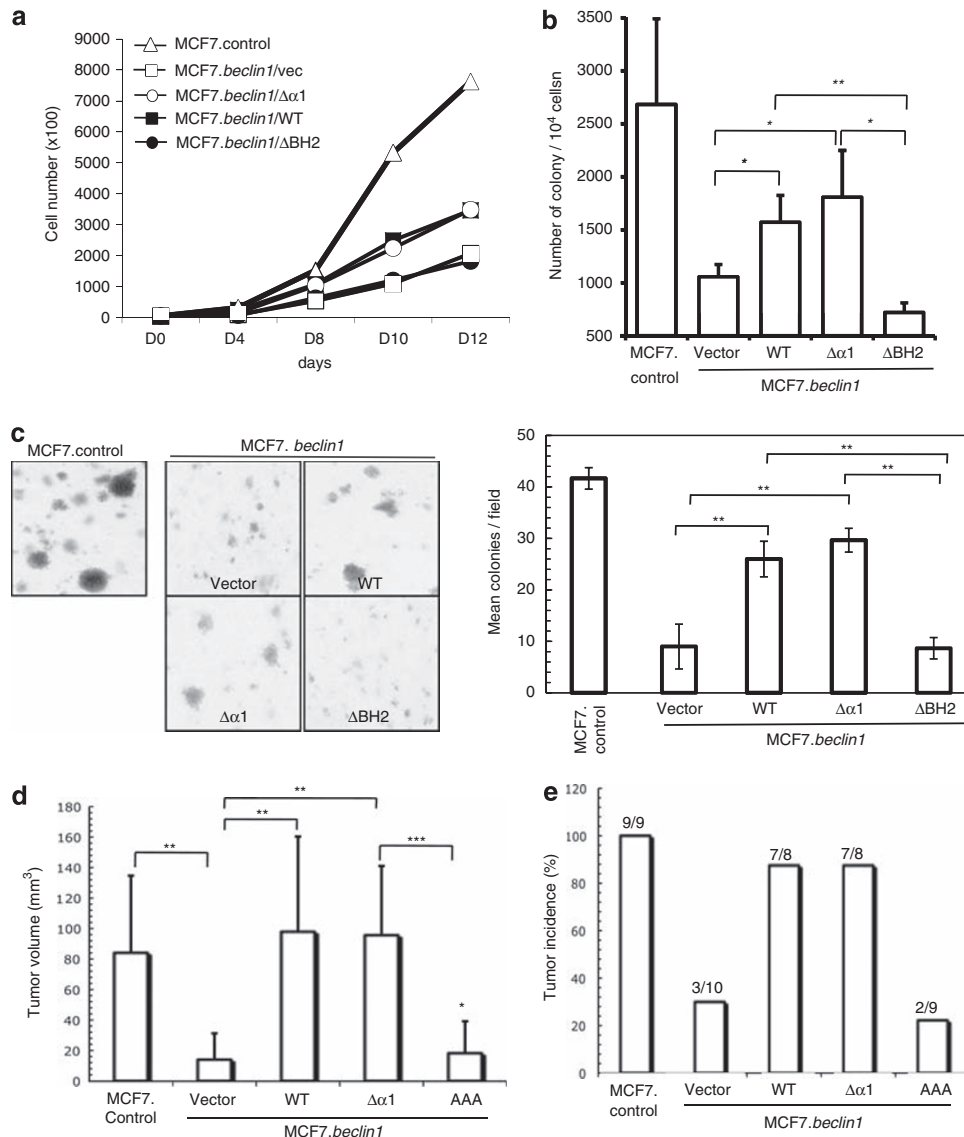 a
9000
8000
7000
6000
5000
4000
3000
2000
1000
0
Cell number (x100)
MCF7.control
MCF7.beclin1/vec
MCF7.beclin1/Δα1
MCF7.beclin1/WT
MCF7.beclin1/ΔBH2
D0 D4 D8 D10 D12
days
b
3500
3000
2500
2000
1500
1000
500
Number of colony / 10⁴ cellsn
*
*
**
*
MCF7. control
Vector WT Δα1 ΔBH2
MCF7.beclin1
c
MCF7.control
MCF7. beclin1
Vector
WT
Δα1
ΔBH2
50
40
30
20
10
0
Mean colonies / field
**
**
**
**
MCF7. control
Vector WT Δα1 ΔBH2
MCF7.beclin1
d
180
160
140
120
100
80
60
40
20
0
Tumor volume (mm³)
**
**
**
***
*
MCF7. Control
Vector WT Δα1 AAA
MCF7.beclin1
e
120
100
80
60
40
20
0
Tumor incidence (%)
9/9
3/10
7/8
7/8
2/9
MCF7. control
Vector WT Δα1 AAA
MCF7.beclin1